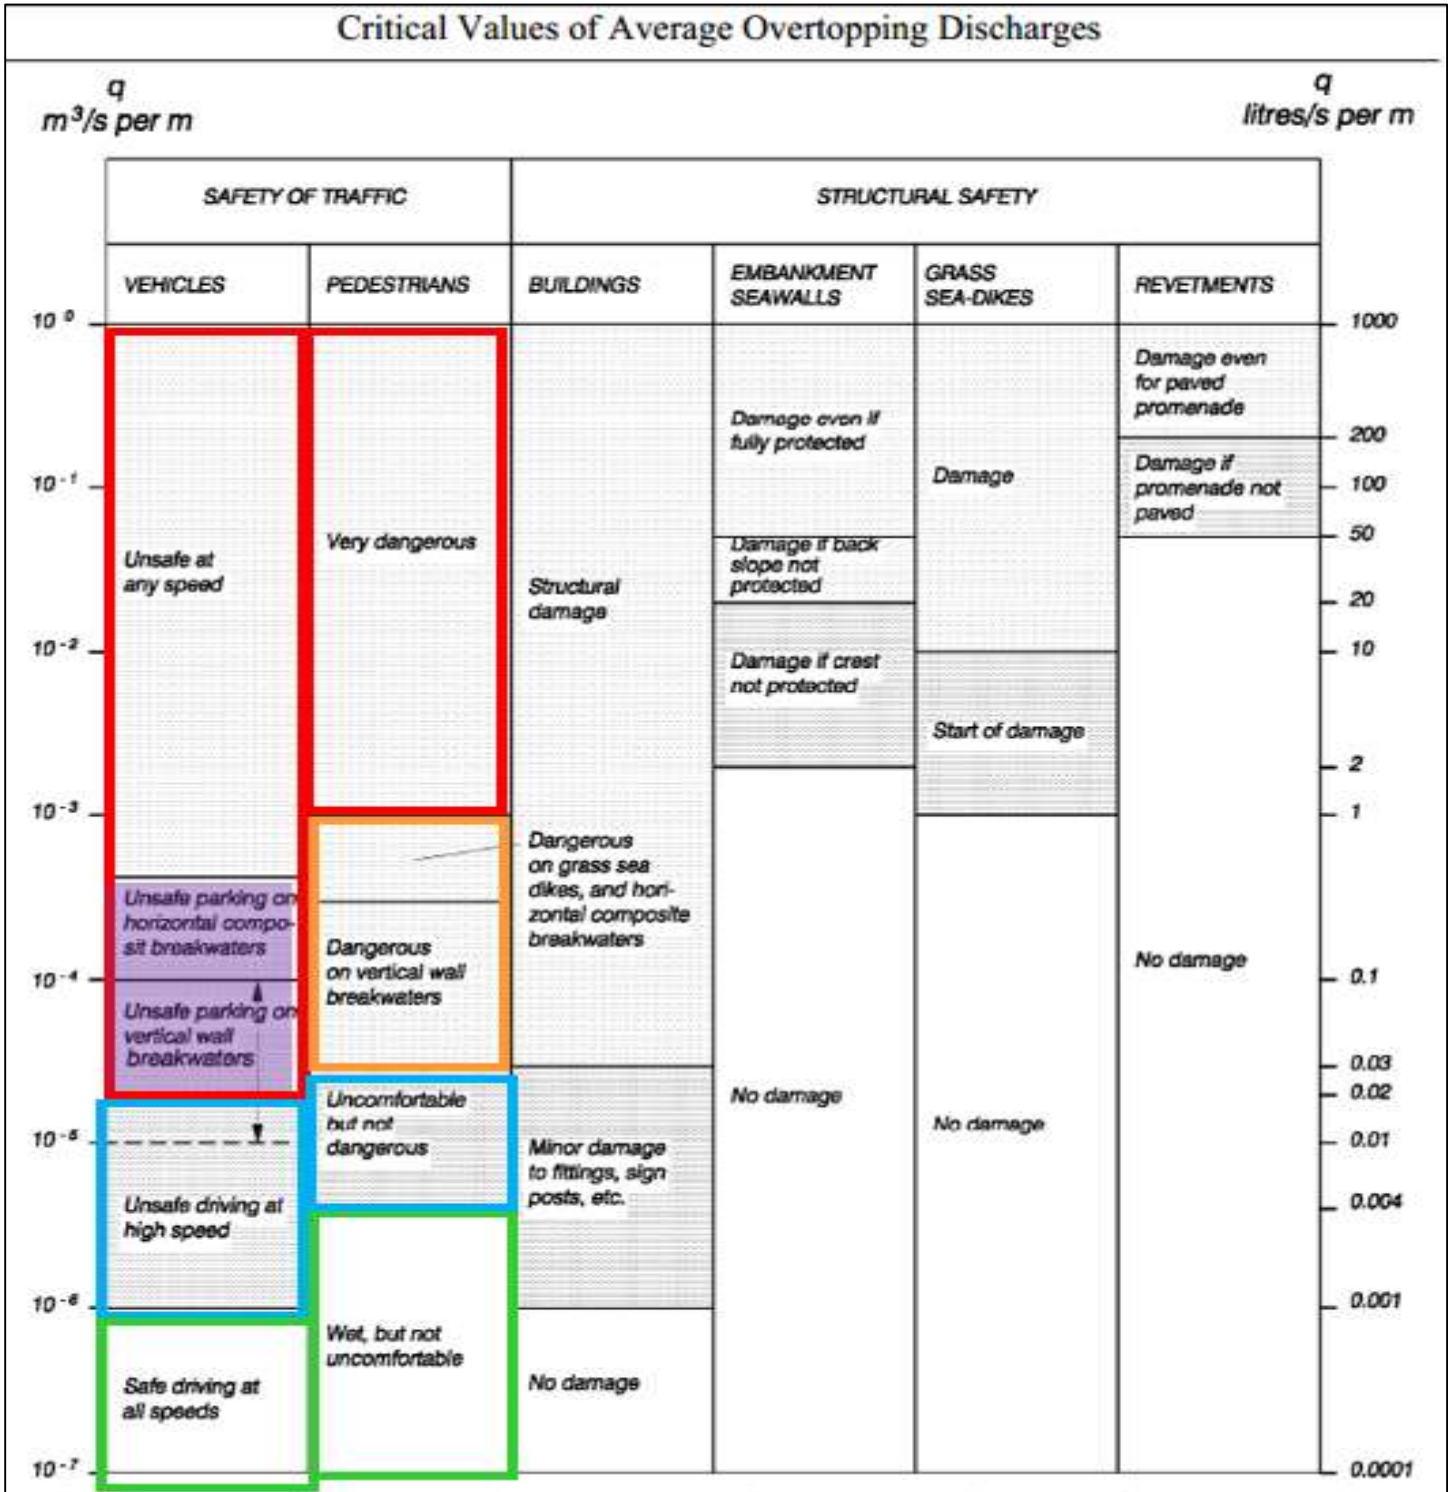 Critical Values of Average Overtopping Discharges
q
m³/s per m
q
litres/s per m
SAFETY OF TRAFFIC
STRUCTURAL SAFETY
VEHICLES
PEDESTRIANS
BUILDINGS
EMBANKMENT
SEAWALLS
GRASS
SEA-DIKES
REVETMENTS
10⁰
10⁻¹
10⁻²
10⁻³
10⁻⁴
10⁻⁵
10⁻⁶
10⁻⁷
Unsafe at
any speed
Unsafe parking on
horizontal compo-
sit breakwaters
Unsafe parking on
vertical wall
breakwaters
Unsafe driving at
high speed
Safe driving at
all speeds
Very dangerous
Dangerous
on vertical wall
breakwaters
Uncomfortable
but not
dangerous
Wet, but not
uncomfortable
Structural
damage
Dangerous
on grass sea
dikes, and hori-
zontal composite
breakwaters
Minor damage
to fittings, sign
posts, etc.
No damage
Damage even if
fully protected
Damage if back
slope not
protected
Damage if crest
not protected
No damage
Damage
Start of damage
No damage
Damage even
for paved
promenade
Damage if
promenade not
paved
No damage
1000
200
100
50
20
10
2
1
0.1
0.03
0.02
0.01
0.004
0.001
0.0001